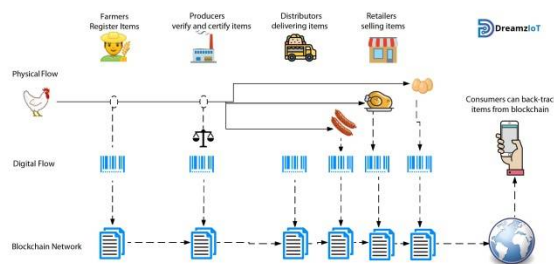 Farmers
Register Items
Producers
verify and certify items
Distributors
delivering items
Retailers
selling items
DreamzIoT
Physical Flow
Consumers can back-trac
items from blockchain
Digital Flow
Blockchain Network